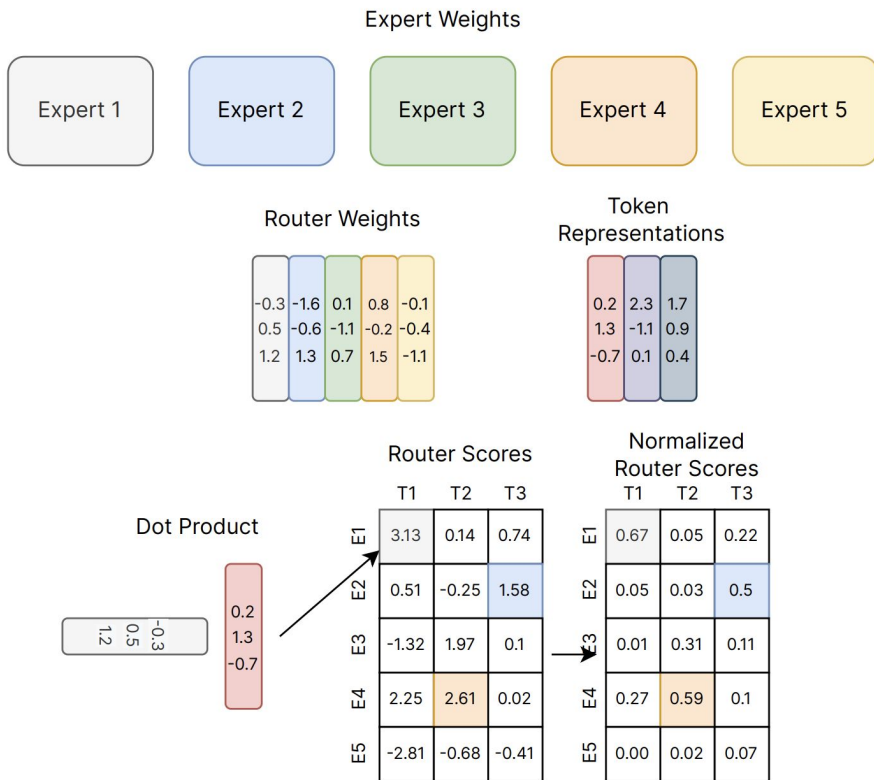 Expert Weights
Expert 1 Expert 2 Expert 3 Expert 4 Expert 5
Router Weights
Token
Representations
-0.3 -1.6 0.1 0.8 -0.1
0.5 -0.6 -1.1 -0.2 -0.4
1.2 1.3 0.7 1.5 -1.1
0.2 2.3 1.7
1.3 -1.1 0.9
-0.7 0.1 0.4
Dot Product
-0.3
0.5
1.2
0.2
1.3
-0.7
Router Scores
T1 T2 T3
E1 3.13 0.14 0.74
E2 0.51 -0.25 1.58
E3 -1.32 1.97 0.1
E4 2.25 2.61 0.02
E5 -2.81 -0.68 -0.41
Normalized
Router Scores
T1 T2 T3
E1 0.67 0.05 0.22
E2 0.05 0.03 0.5
E3 0.01 0.31 0.11
E4 0.27 0.59 0.1
E5 0.00 0.02 0.07